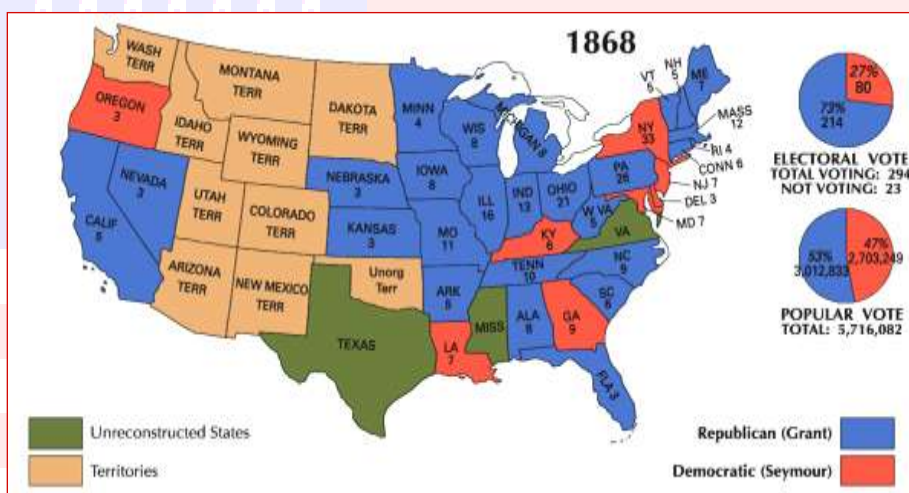 1868
WASH
TERR
OREGON
3
MONTANA
TERR
IDAHO
TERR
WYOMING
TERR
DAKOTA
TERR
MINN
4
WIS
8
MICHIGAN 8
NEVADA
3
CALIF
5
UTAH
TERR
COLORADO
TERR
NEBRASKA
3
KANSAS
3
IOWA
8
ILL
16
IND
13
OHIO
21
MO
11
ARIZONA
TERR
NEW MEXICO
TERR
Unorg
Terr
TEXAS
ARK
5
LA
7
MISS
ALA
8
GA
9
FLA 3
TENN
10
KY
6
W VA
5
VA
NC
9
SC
6
PA
26
NY
33
VT
5
NH
5
ME
7
MASS
12
RI 4
CONN 6
NJ 7
DEL 3
MD 7
27%
80
73%
214
ELECTORAL VOTE
TOTAL VOTING: 294
NOT VOTING: 23
53%
3,012,833
47%
2,703,249
POPULAR VOTE
TOTAL: 5,716,082
Unreconstructed States
Territories
Republican (Grant)
Democratic (Seymour)